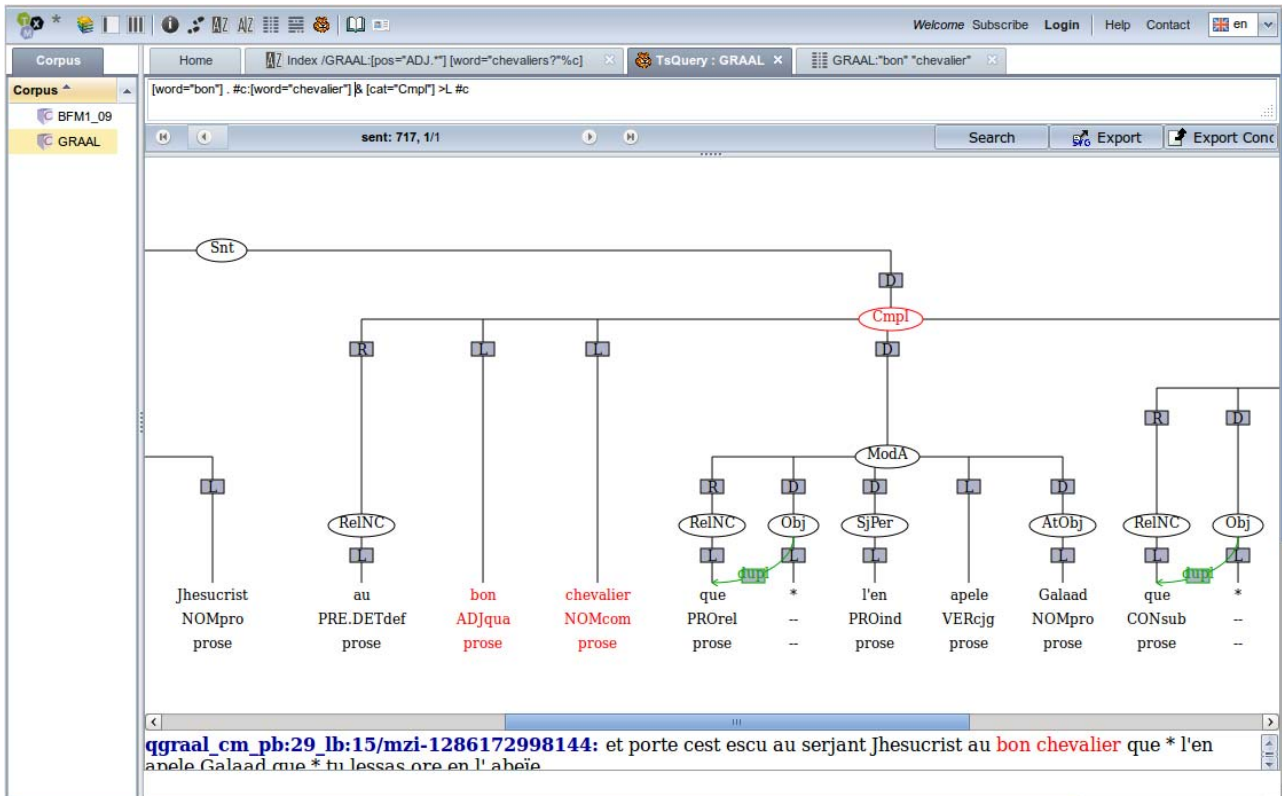 Welcome Subscribe Login Help Contact en
Corpus
Home Index /GRAAL:[pos="ADJ.*"] [word="chevaliers?"%c] TsQuery : GRAAL GRAAL:"bon" "chevalier"
Corpus
BFM1_09
GRAAL
[word="bon"] . #c:[word="chevalier"] & [cat="Cmpl"] >L #c
sent: 717, 1/1
Search Export Export Conc
Snt
D
Cmpl
R L L D
R D
ModA
L R D D L D
RelNC RelNC Obj SjPer AtObj RelNC Obj
L L L L L L L
dupl dupl
Jhesucrist au bon chevalier que * l'en apele Galaad que *
NOMpro PRE.DETdef ADJqua NOMcom PROrel -- PROind VERcjg NOMpro CONsub --
prose prose prose prose prose -- prose prose prose prose --
qgraal_cm_pb:29_lb:15/mzi-1286172998144: et porte cest escu au serjant Jhesucrist au bon chevalier que * l'en
apele Galaad que * tu lessas ore en l' abeïe